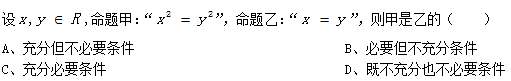 设x, y ∈ R,命题甲:“ x² = y²”, 命题乙:“ x = y ”, 则甲是乙的（ ）
A、充分但不必要条件 B、必要但不充分条件
C、充分必要条件 D、既不充分也不必要条件